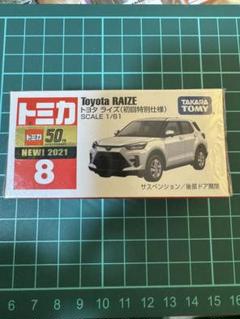 トミカ
Toyota RAIZE
トヨタ ライズ(初回特別仕様)
SCALE 1/61
TAKARA
TOMY
トミカ 50th
NEW! 2021
8
サスペンション/後部ドア開閉
6 7 8 9 10 11 12 13 14 15 16 17